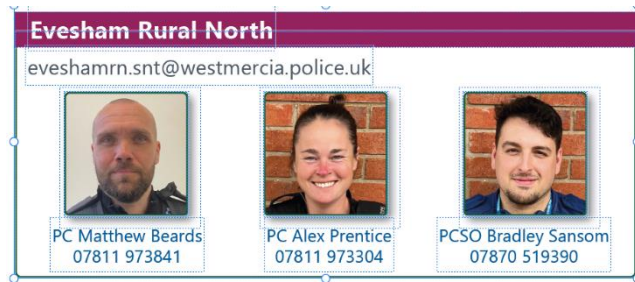 Evesham Rural North
eveshamrn.snt@westmercia.police.uk
PC Matthew Beards
07811 973841
PC Alex Prentice
07811 973304
PCSO Bradley Sansom
07870 519390